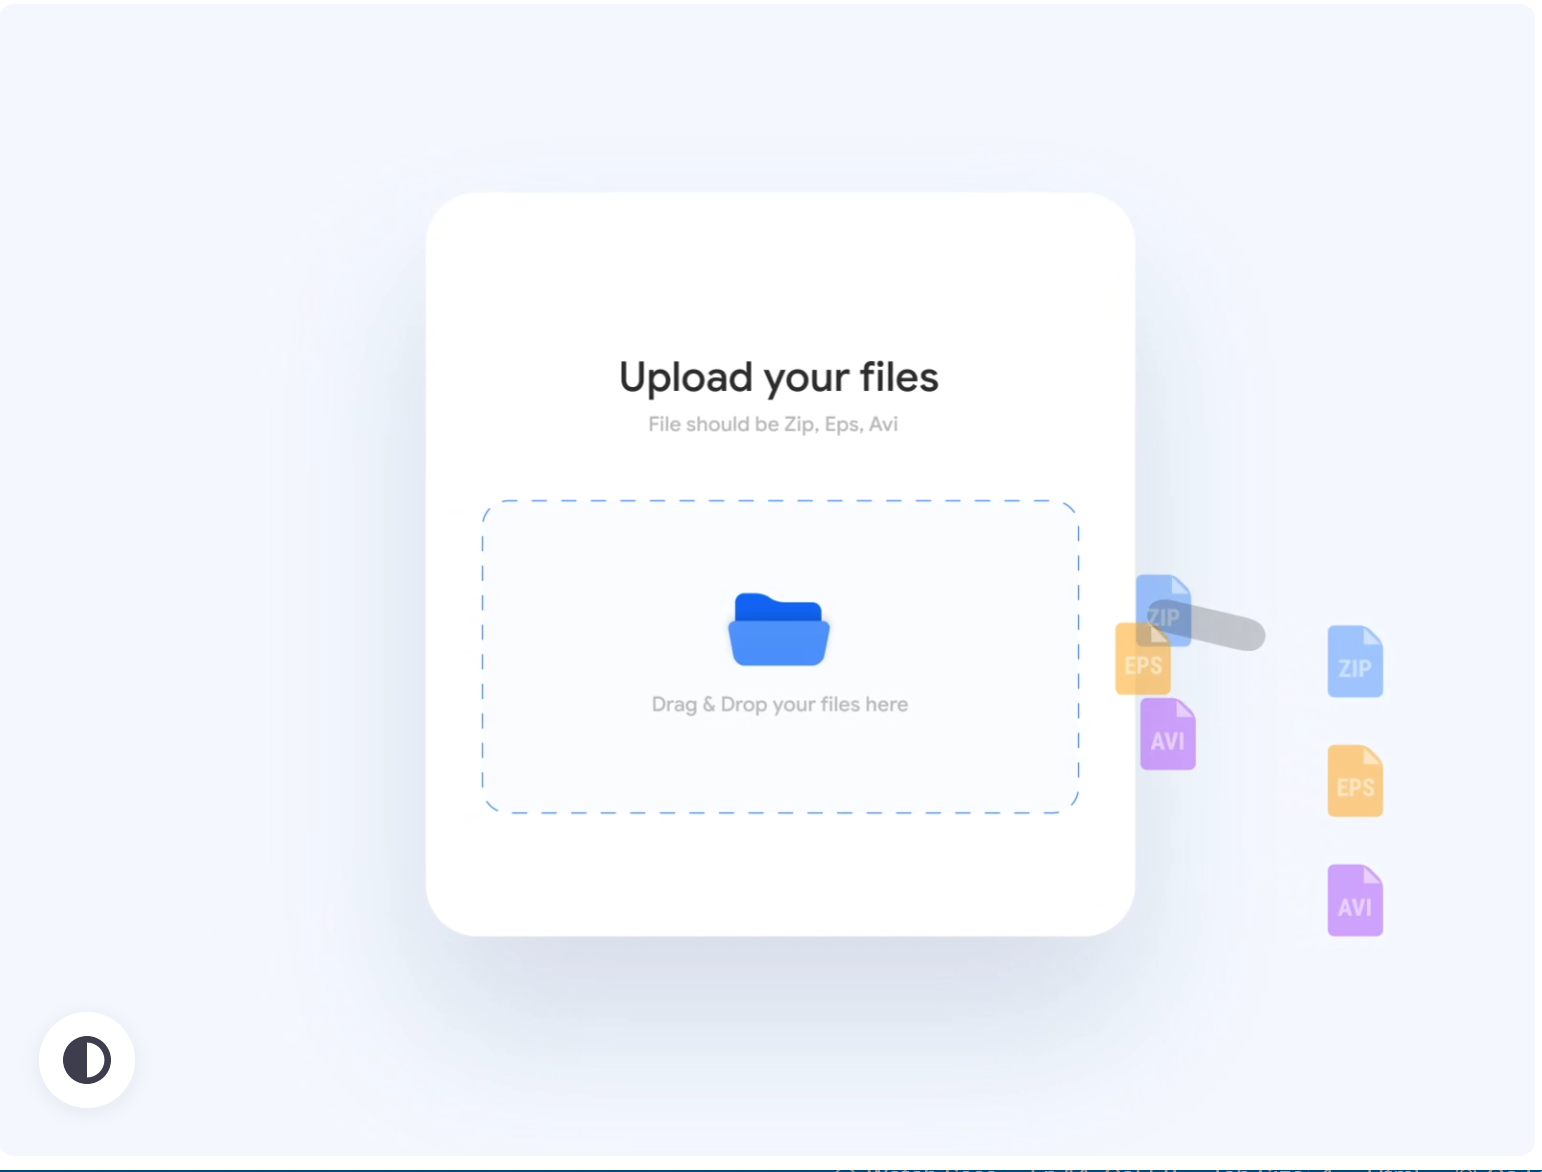 Upload your files
File should be Zip, Eps, Avi
Drag & Drop your files here
ZIP
EPS
AVI
ZIP
EPS
AVI